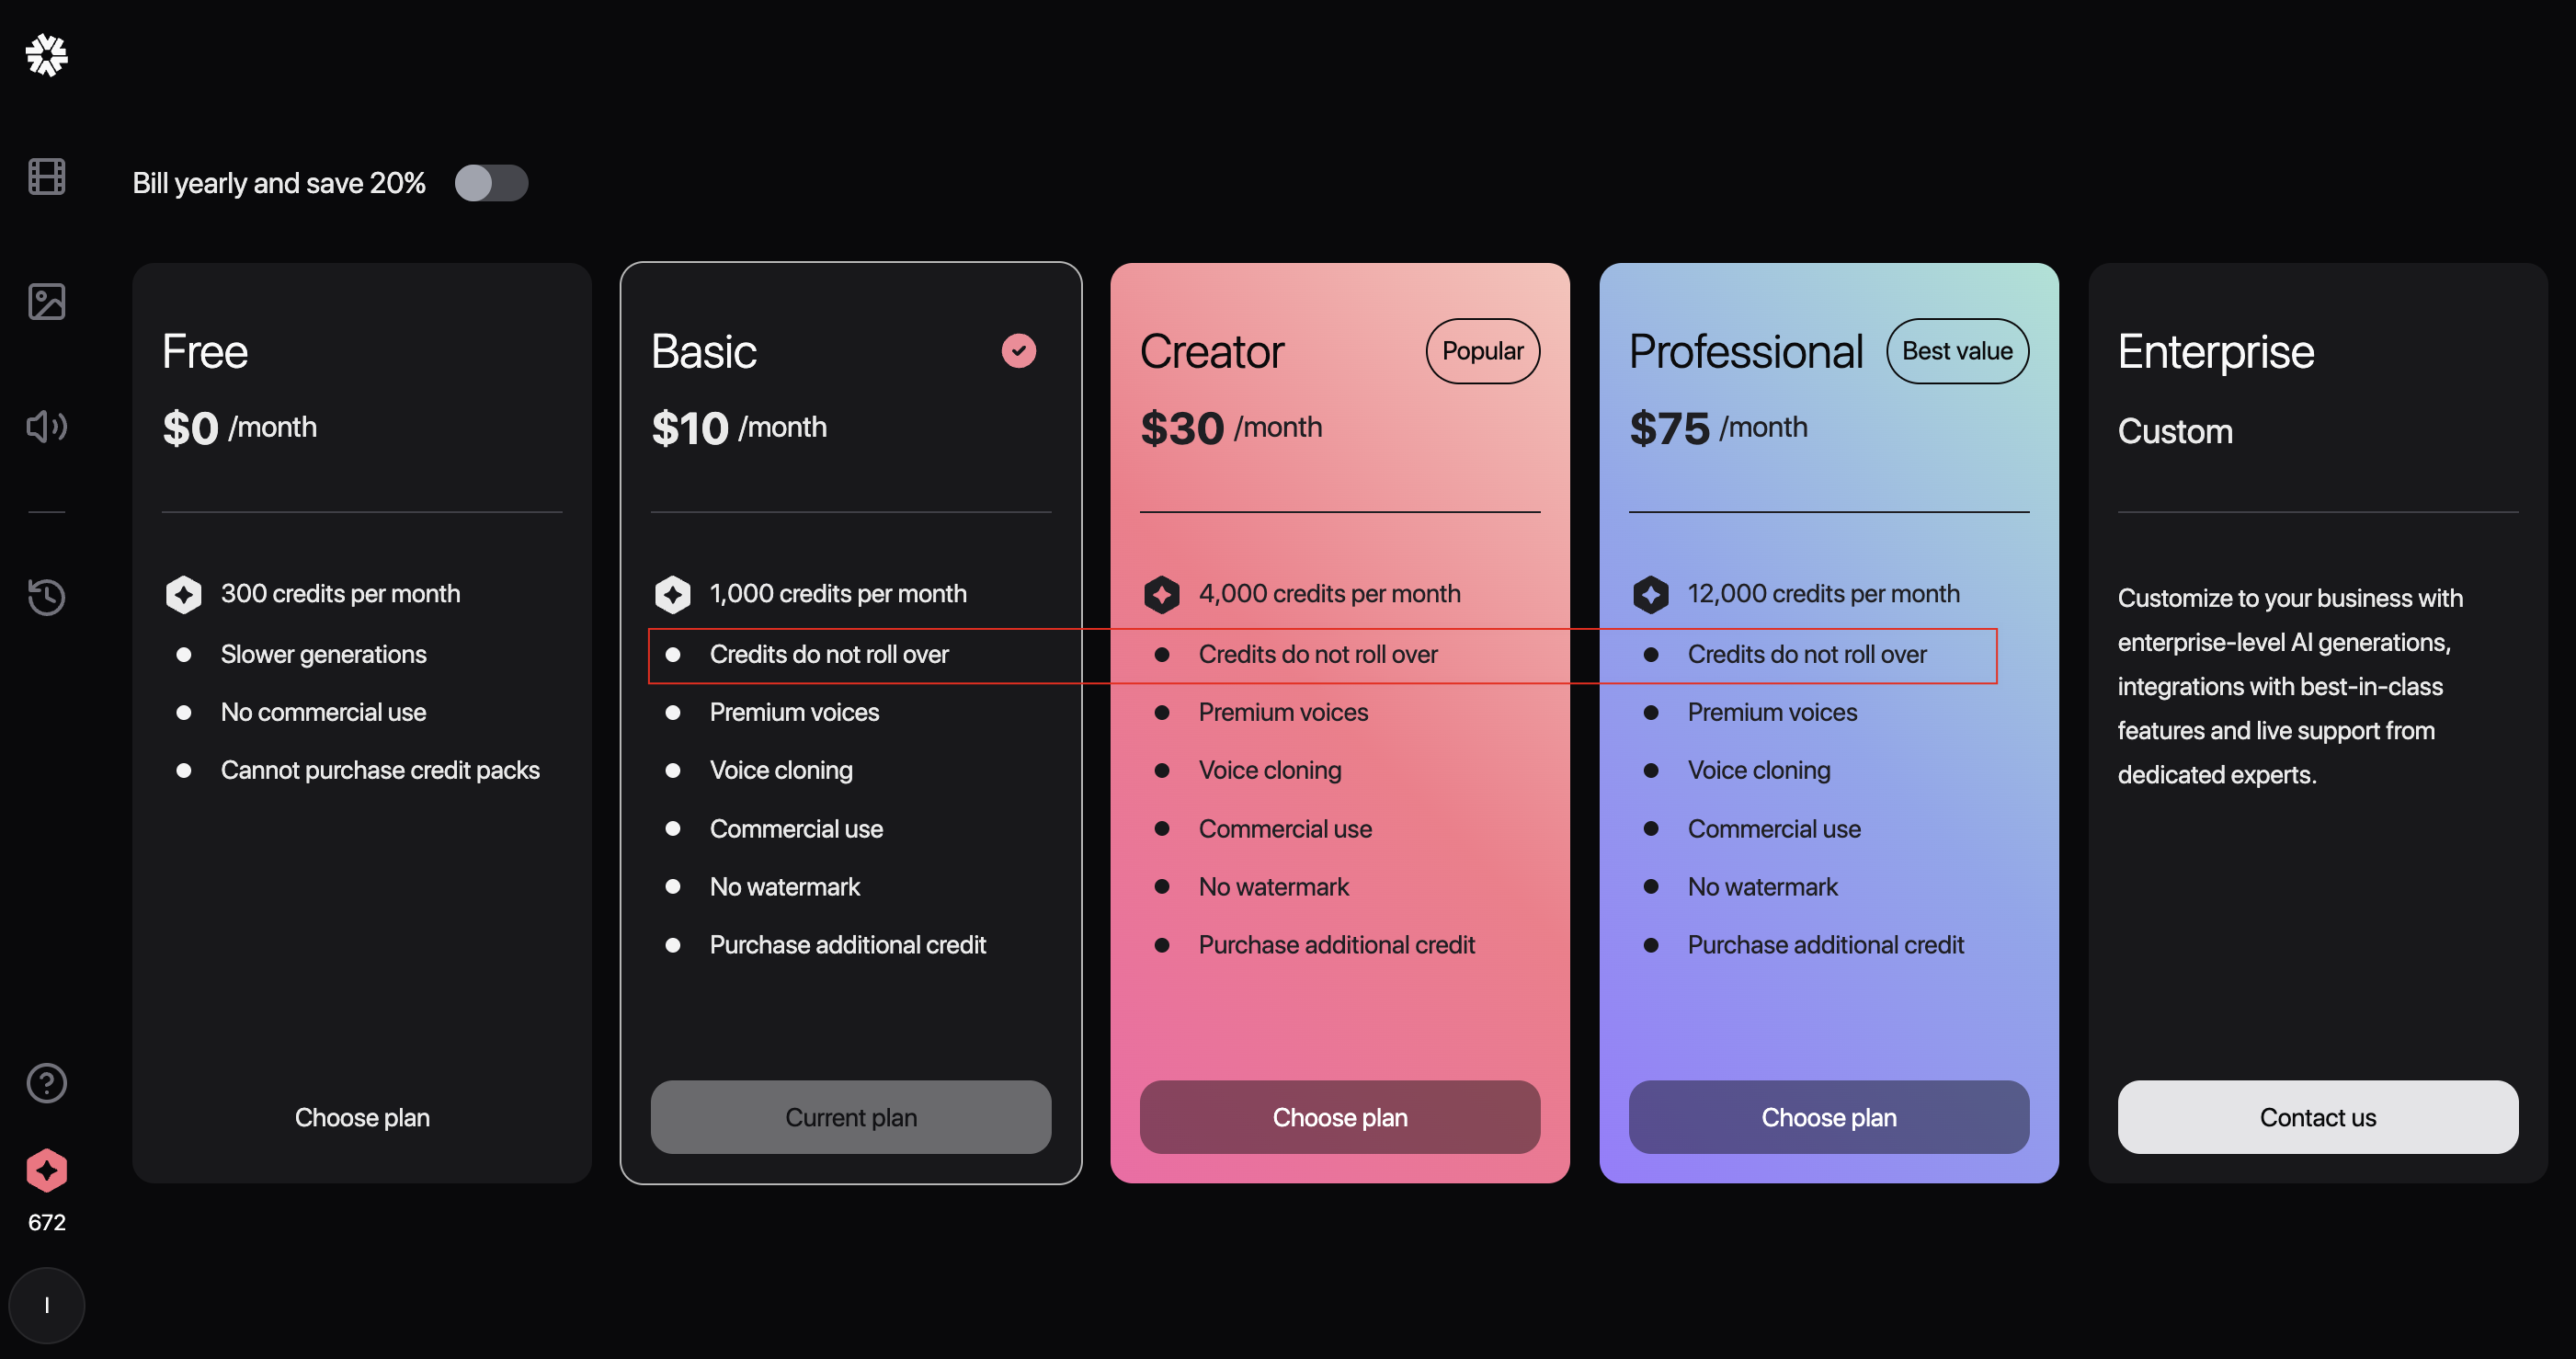 Bill yearly and save 20%
Free
$0 /month
300 credits per month
Slower generations
No commercial use
Cannot purchase credit packs
Choose plan
Basic
$10 /month
1,000 credits per month
Credits do not roll over
Premium voices
Voice cloning
Commercial use
No watermark
Purchase additional credit
Current plan
Creator
Popular
$30 /month
4,000 credits per month
Credits do not roll over
Premium voices
Voice cloning
Commercial use
No watermark
Purchase additional credit
Choose plan
Professional
Best value
$75 /month
12,000 credits per month
Credits do not roll over
Premium voices
Voice cloning
Commercial use
No watermark
Purchase additional credit
Choose plan
Enterprise
Custom
Customize to your business with
enterprise-level AI generations,
integrations with best-in-class
features and live support from
dedicated experts.
Contact us
672
I